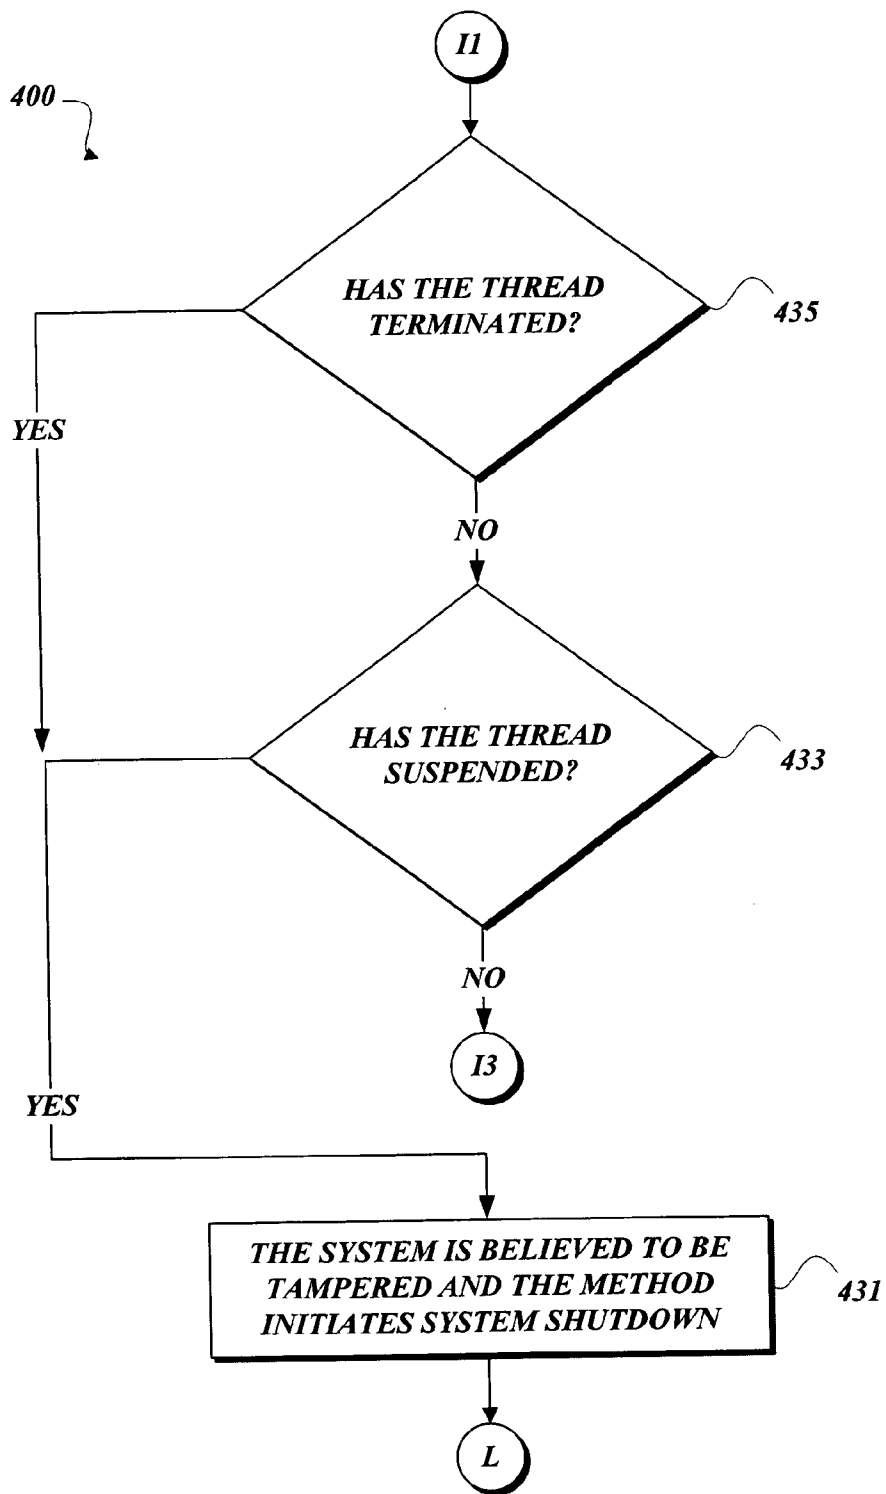 I1
400
HAS THE THREAD
TERMINATED?
435
YES
NO
HAS THE THREAD
SUSPENDED?
433
NO
I3
YES
THE SYSTEM IS BELIEVED TO BE
TAMPERED AND THE METHOD
INITIATES SYSTEM SHUTDOWN
431
L